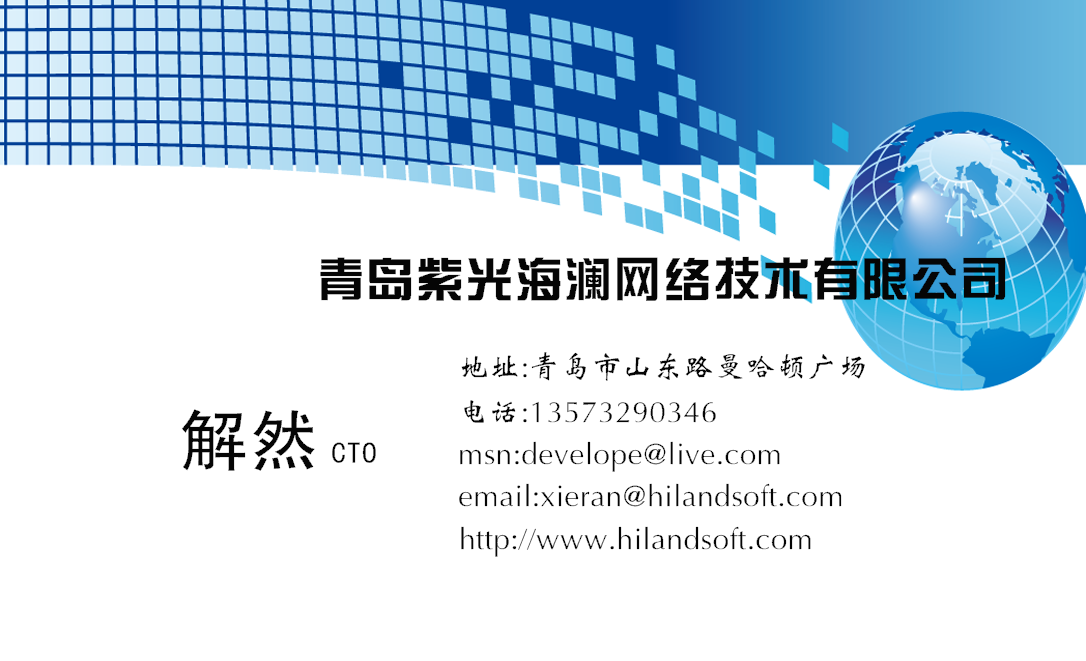 青岛紫光海澜网络技术有限公司
地址:青岛市山东路曼哈顿广场
电话:13573290346
解然 CTO
msn:develope@live.com
email:xieran@hilandsoft.com
http://www.hilandsoft.com